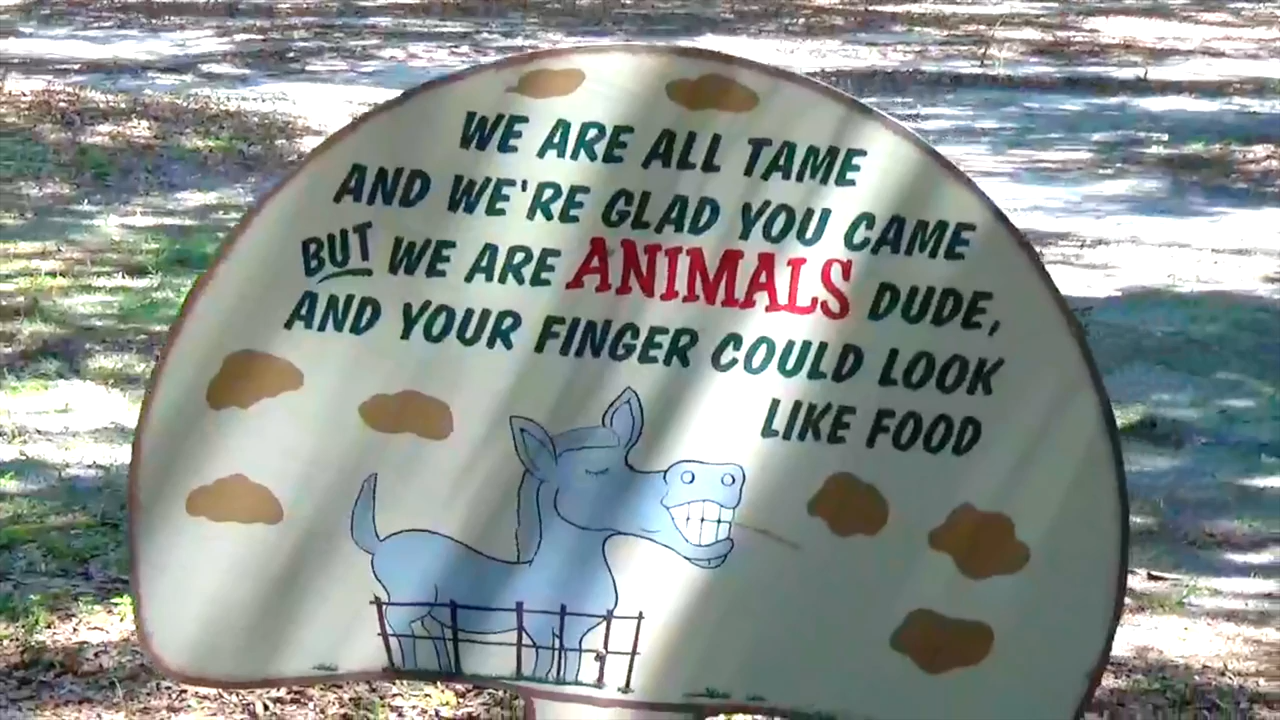 WE ARE ALL TAME
AND WE'RE GLAD YOU CAME
BUT WE ARE ANIMALS DUDE,
AND YOUR FINGER COULD LOOK
LIKE FOOD